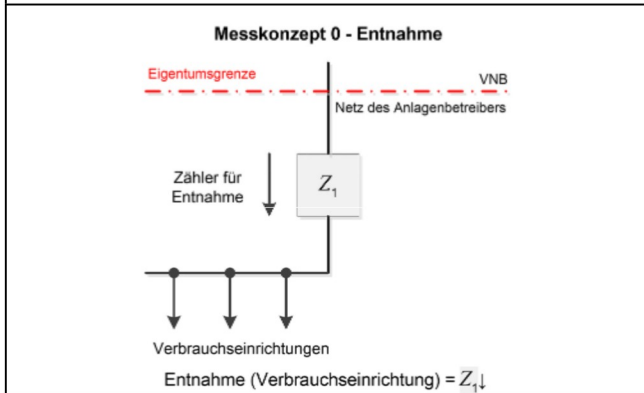 Messkonzept 0 - Entnahme
Eigentumsgrenze
VNB
Netz des Anlagenbetreibers
Zähler für
Entnahme
Z₁
Verbrauchseinrichtungen
Entnahme (Verbrauchseinrichtung) = Z₁↓